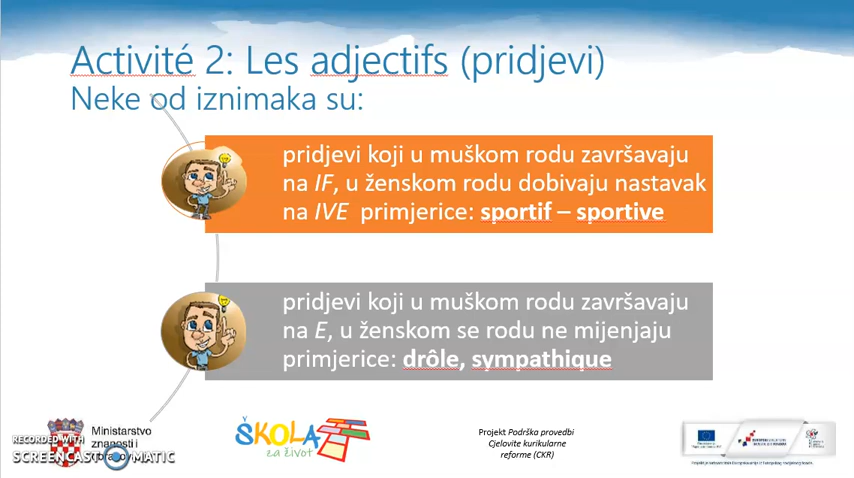 Activité 2: Les adjectifs (pridjevi)
Neke od iznimaka su:
pridjevi koji u muškom rodu završavaju
na IF, u ženskom rodu dobivaju nastavak
na IVE primjerice: sportif – sportive
pridjevi koji u muškom rodu završavaju
na E, u ženskom se rodu ne mijenjaju
primjerice: drôle, sympathique
Ministarstvo
znanosti i
RECORDED WITH
SCREENCAST MATIC
ŠKOLA
za život
Projekt Podrška provedbi
Cjelovite kurikularne
reforme (CKR)